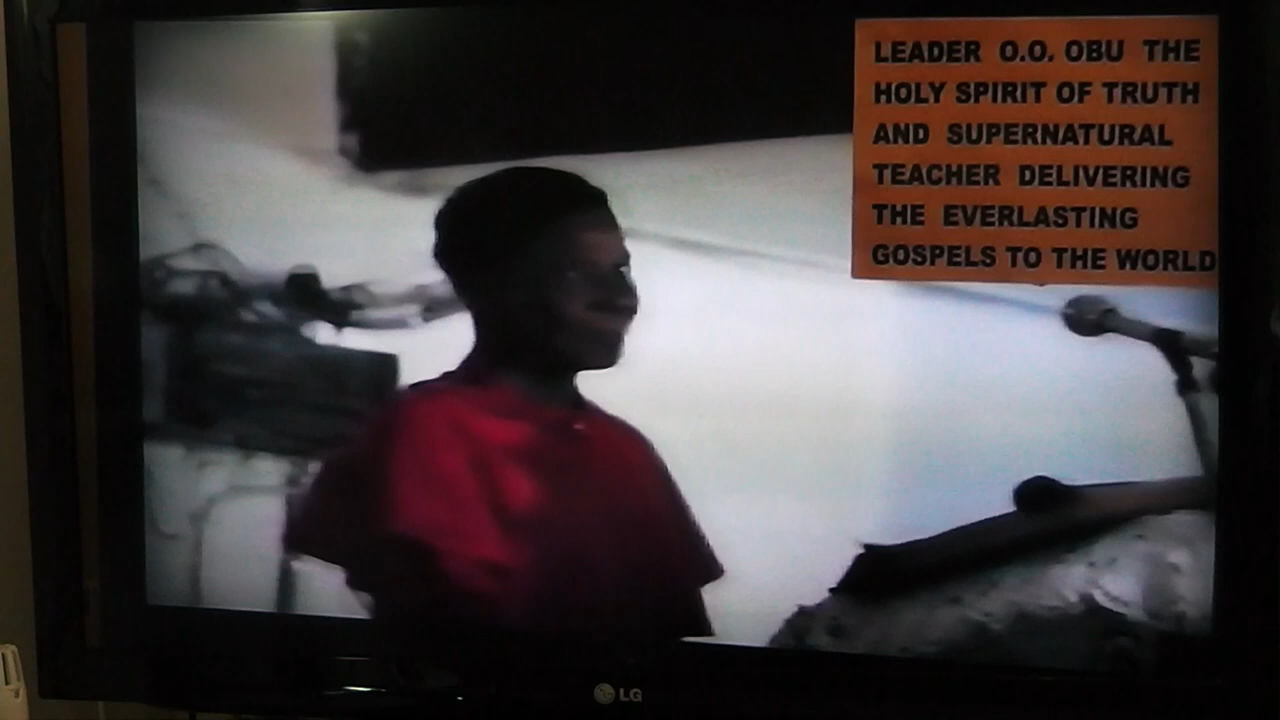 LEADER O.O. OBU THE
HOLY SPIRIT OF TRUTH
AND SUPERNATURAL
TEACHER DELIVERING
THE EVERLASTING
GOSPELS TO THE WORLD
LG